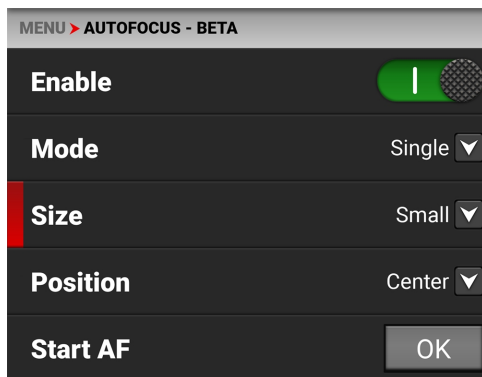 MENU > AUTOFOCUS - BETA
Enable
Mode Single
Size Small
Position Center
Start AF OK